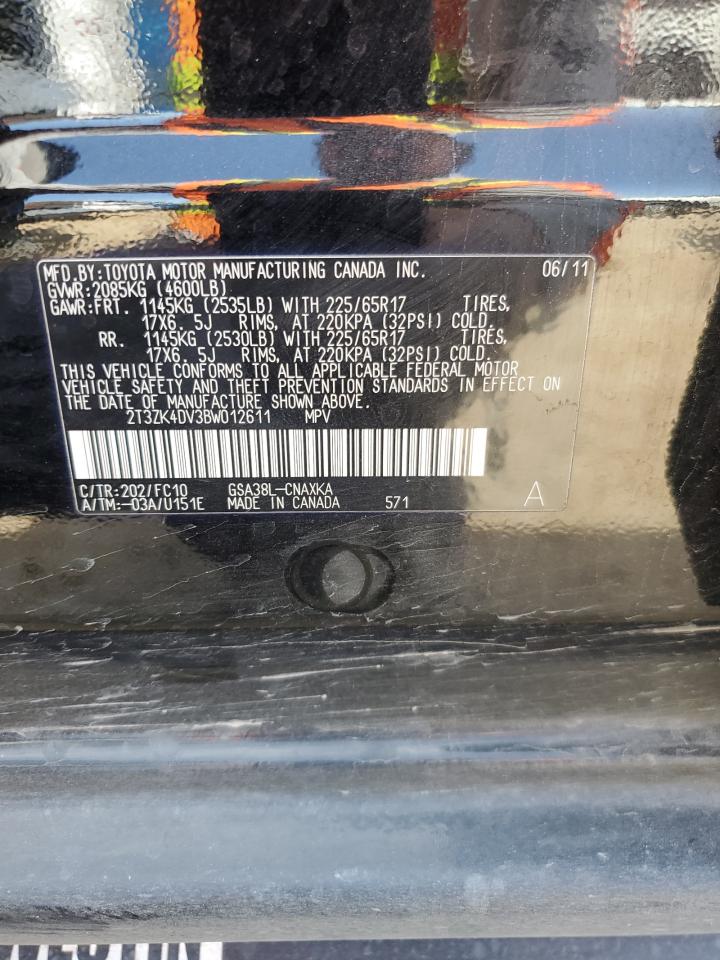 MFD.BY:TOYOTA MOTOR MANUFACTURING CANADA INC. 06/11
GVWR:2085KG (4600LB)
GAWR:FRT. 1145KG (2535LB) WITH 225/65R17 TIRES,
17X6. 5J RIMS, AT 220KPA (32PSI) COLD.
RR. 1145KG (2530LB) WITH 225/65R17 TIRES,
17X6. 5J RIMS, AT 220KPA (32PSI) COLD.
THIS VEHICLE CONFORMS TO ALL APPLICABLE FEDERAL MOTOR
VEHICLE SAFETY AND THEFT PREVENTION STANDARDS IN EFFECT ON
THE DATE OF MANUFACTURE SHOWN ABOVE.
2T3ZK4DV3BW012611 MPV
C/TR:202/FC10 GSA38L-CNAXKA
A/TM:-03A/U151E MADE IN CANADA 571 A